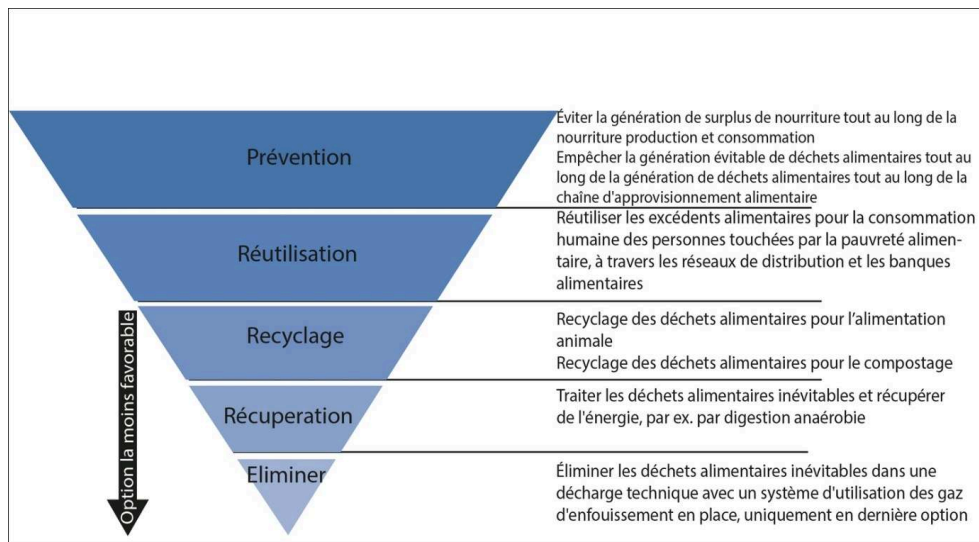 Prévention
Éviter la génération de surplus de nourriture tout au long de la
nourriture production et consommation
Empêcher la génération évitable de déchets alimentaires tout au
long de la génération de déchets alimentaires tout au long de la
chaîne d'approvisionnement alimentaire
Réutilisation
Réutiliser les excédents alimentaires pour la consommation
humaine des personnes touchées par la pauvreté alimen-
taire, à travers les réseaux de distribution et les banques
alimentaires
Recyclage
Recyclage des déchets alimentaires pour l'alimentation
animale
Recyclage des déchets alimentaires pour le compostage
Récuperation
Traiter les déchets alimentaires inévitables et récupérer
de l'énergie, par ex. par digestion anaérobie
Eliminer
Éliminer les déchets alimentaires inévitables dans une
décharge technique avec un système d'utilisation des gaz
d'enfouissement en place, uniquement en dernière option
Option la moins favorable